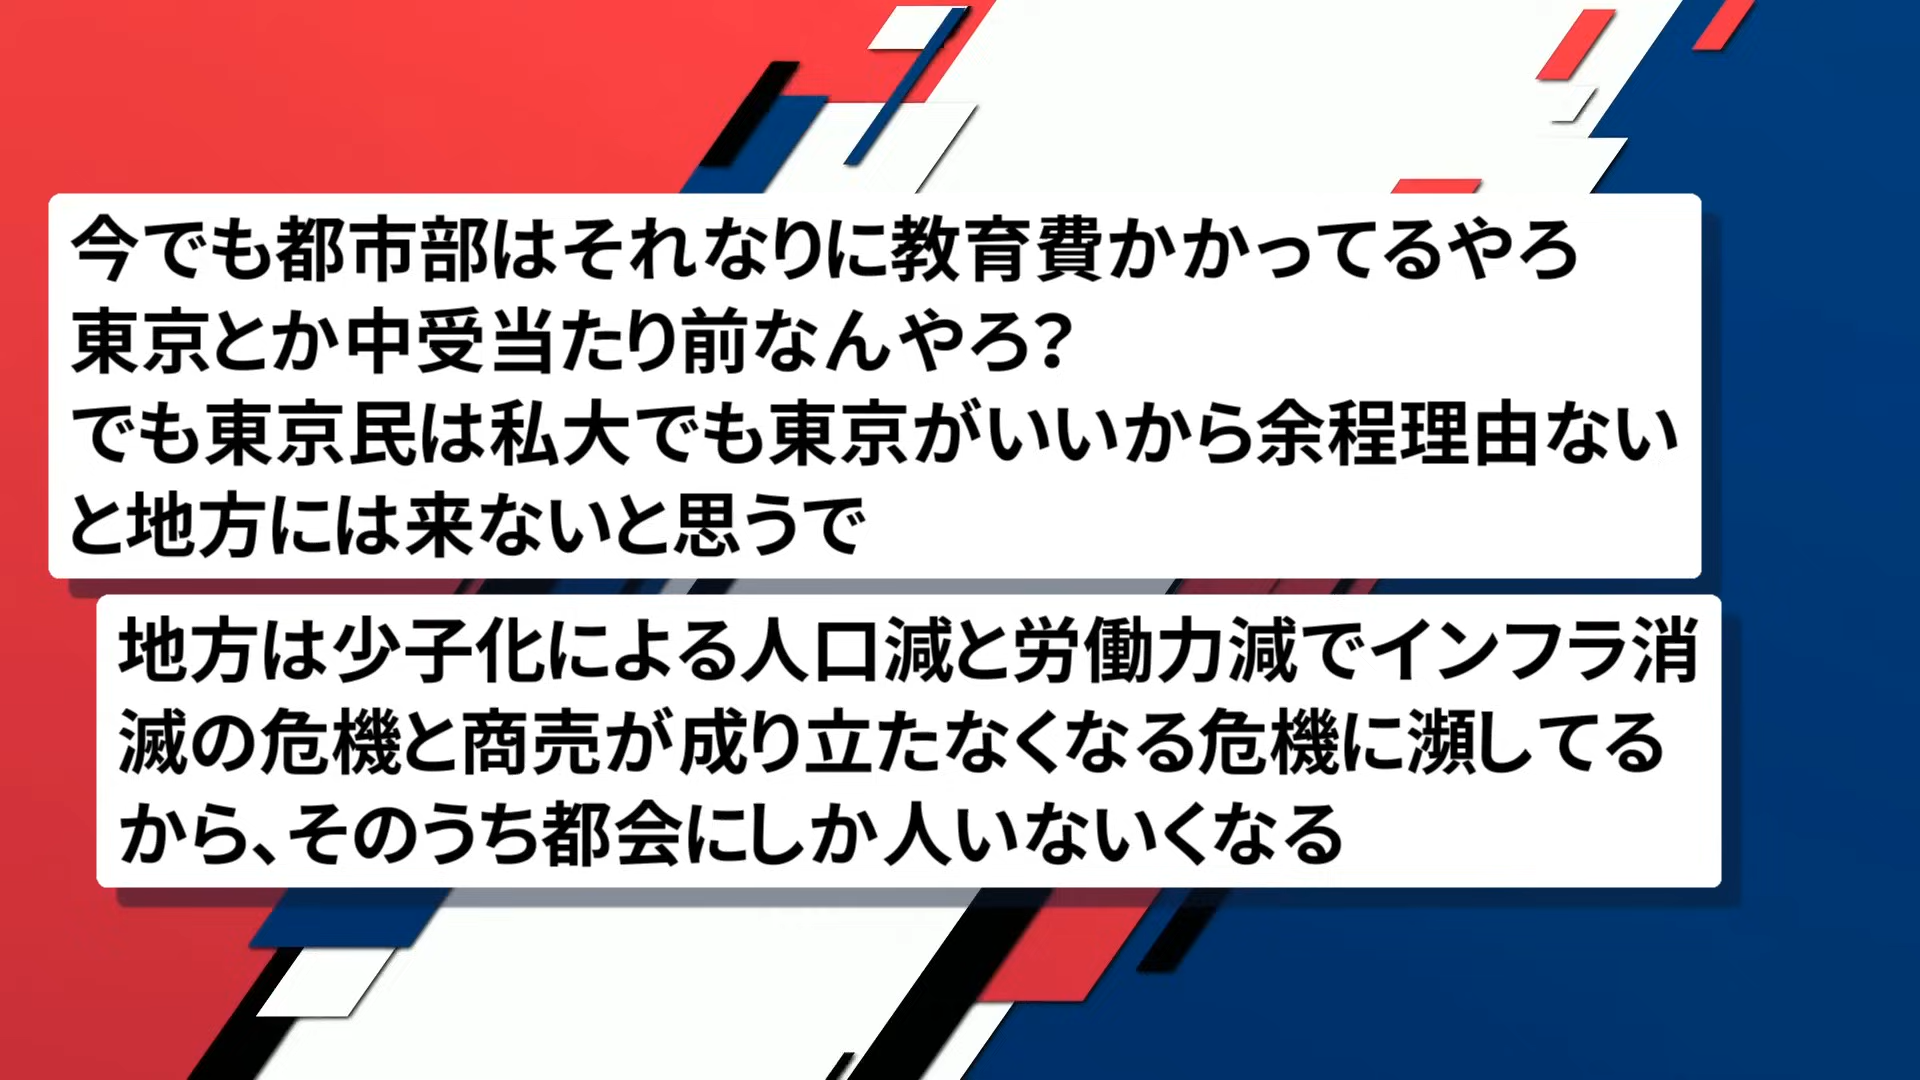 今でも都市部はそれなりに教育費かかってるやろ
東京とか中受当たり前なんやろ？
でも東京民は私大でも東京がいいから余程理由ない
と地方には来ないと思うで
地方は少子化による人口減と労働力減でインフラ消
滅の危機と商売が成り立たなくなる危機に瀕してる
から、そのうち都会にしか人いないくなる